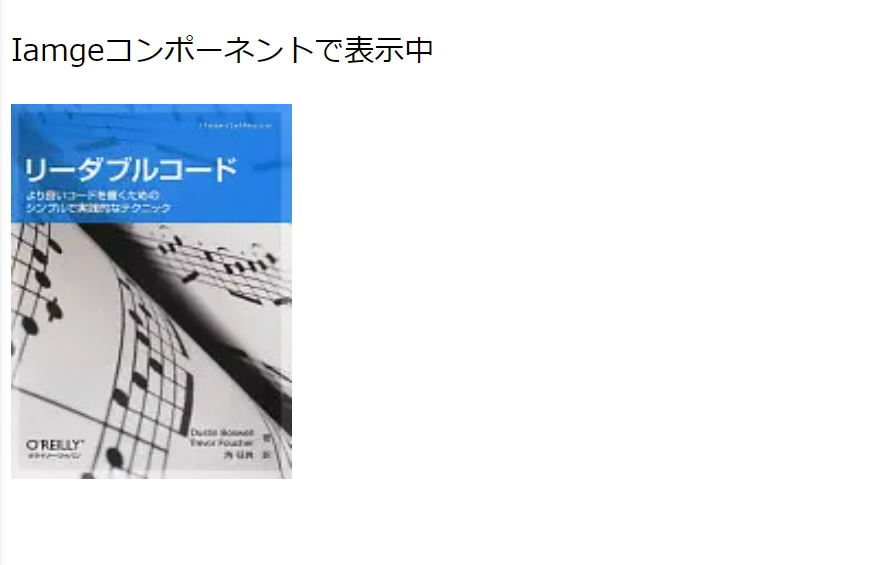 Iamgeコンポーネントで表示中
リーダブルコード
より良いコードを書くための
シンプルで実践的なテクニック
O'REILLY
オライリー・ジャパン
Dustin Boswell 著
Trevor Foucher
角 征典 訳